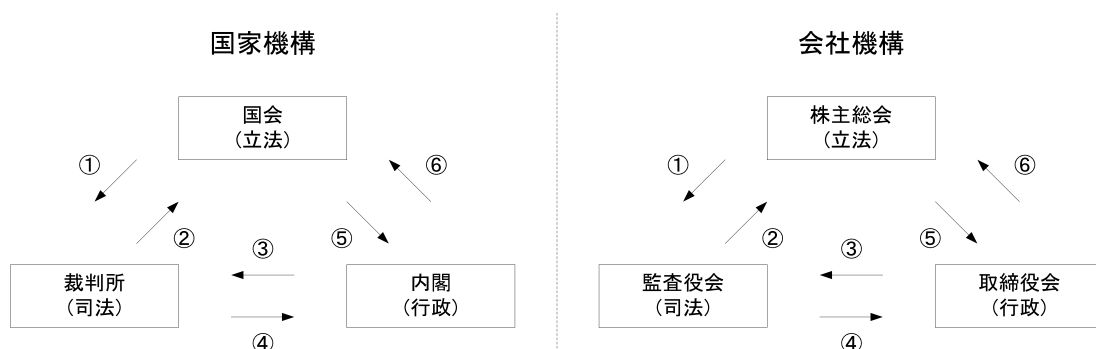 国家機構
国会
(立法)
①
⑥
②
③
⑤
裁判所
(司法)
内閣
(行政)
④
会社機構
株主総会
(立法)
①
⑥
②
③
⑤
監査役会
(司法)
取締役会
(行政)
④